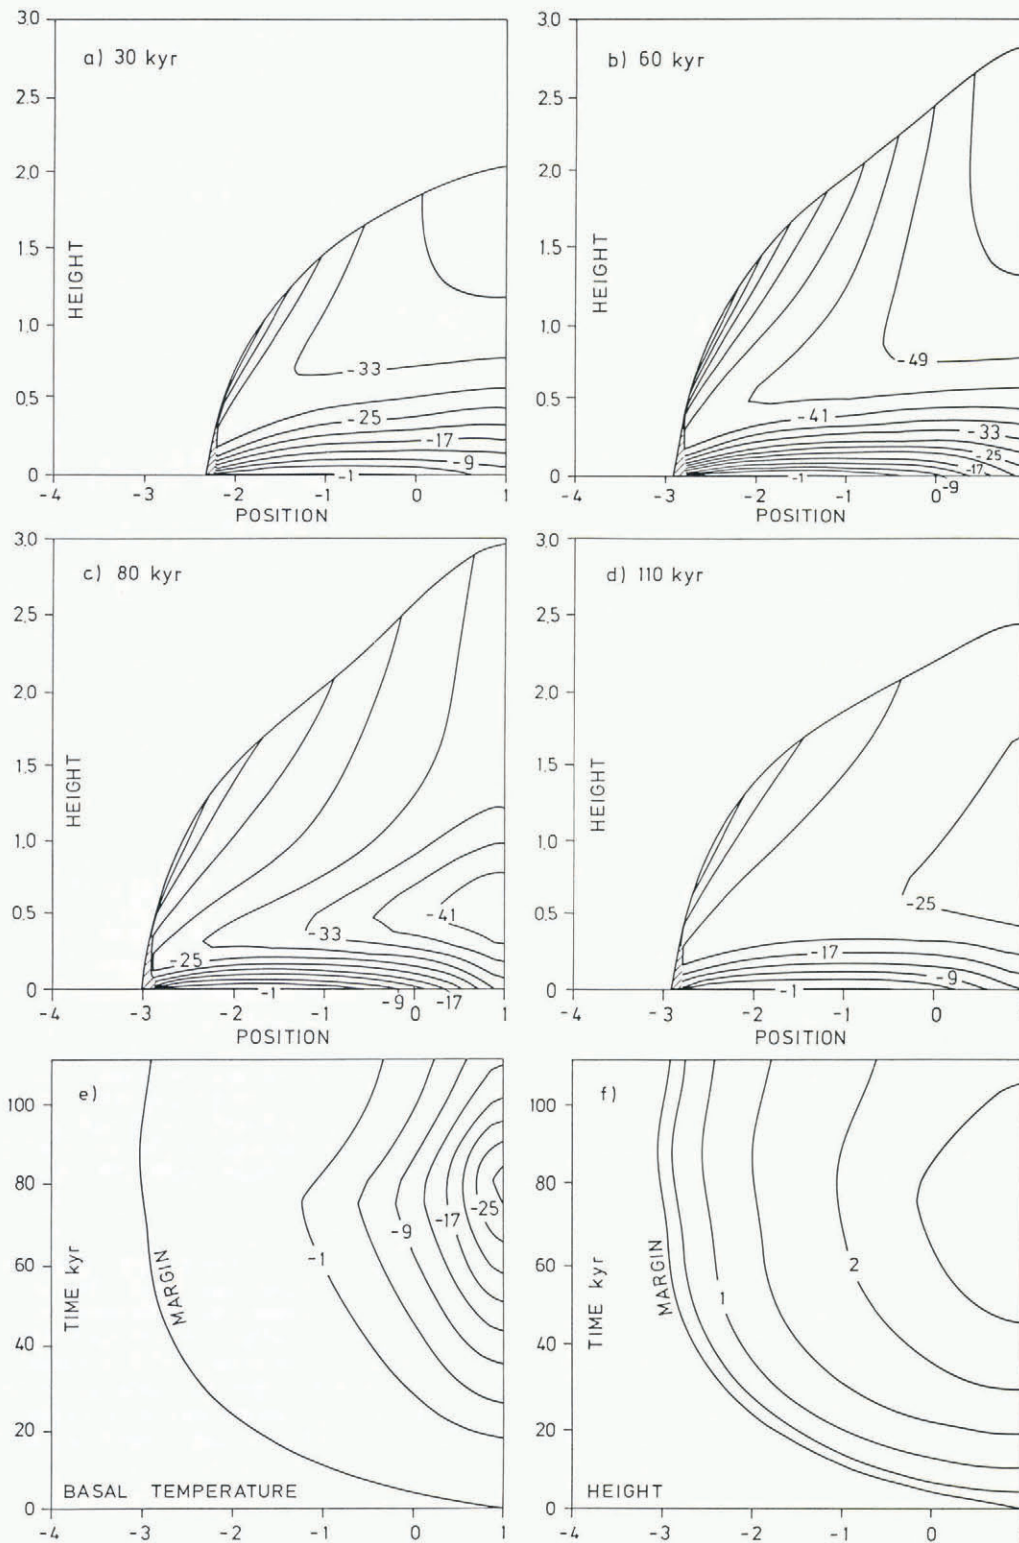 3.0
a) 30 kyr
2.5
2.0
HEIGHT
1.5
1.0
-33
0.5
-25
-17
-9
0
-1
-4 -3 -2 -1 0 1
POSITION
3.0
b) 60 kyr
2.5
2.0
HEIGHT
1.5
1.0
-49
0.5
-41
-33
-25
-17
0
-1
-9
-4 -3 -2 -1 0
POSITION
3.0
c) 80 kyr
2.5
2.0
HEIGHT
1.5
1.0
-41
0.5
-33
-25
0
-1
-9
-17
-4 -3 -2 -1 0 1
POSITION
3.0
d) 110 kyr
2.5
2.0
HEIGHT
1.5
1.0
-25
0.5
-17
-9
0
-1
-4 -3 -2 -1 0
POSITION
e)
100
80
-25
-17
-9
-1
60
TIME kyr
MARGIN
40
20
BASAL TEMPERATURE
0
-4 -3 -2 -1 0 1
f)
100
80
2
60
1
TIME kyr
MARGIN
40
20
HEIGHT
0
-4 -3 -2 -1 0